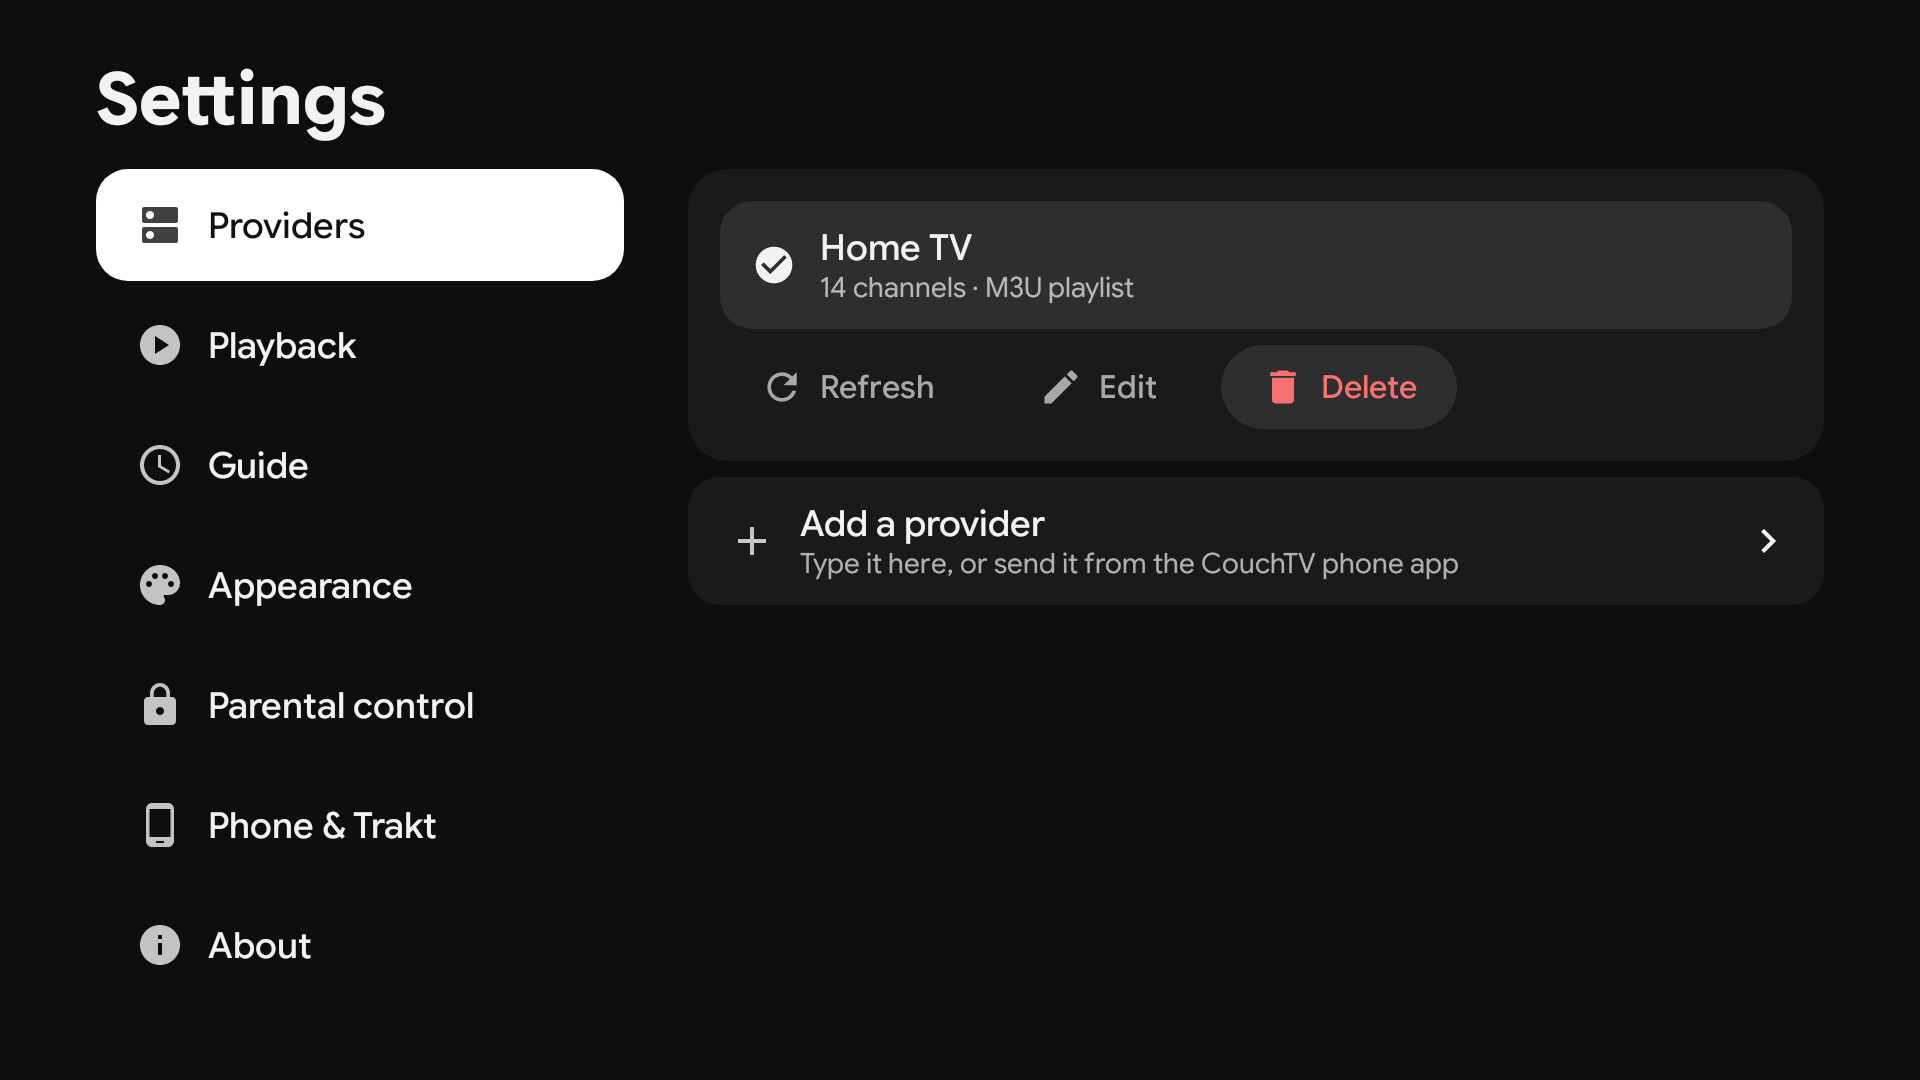 Settings
Providers
Playback
Guide
Appearance
Parental control
Phone & Trakt
About
Home TV
14 channels · M3U playlist
Refresh
Edit
Delete
Add a provider
Type it here, or send it from the CouchTV phone app